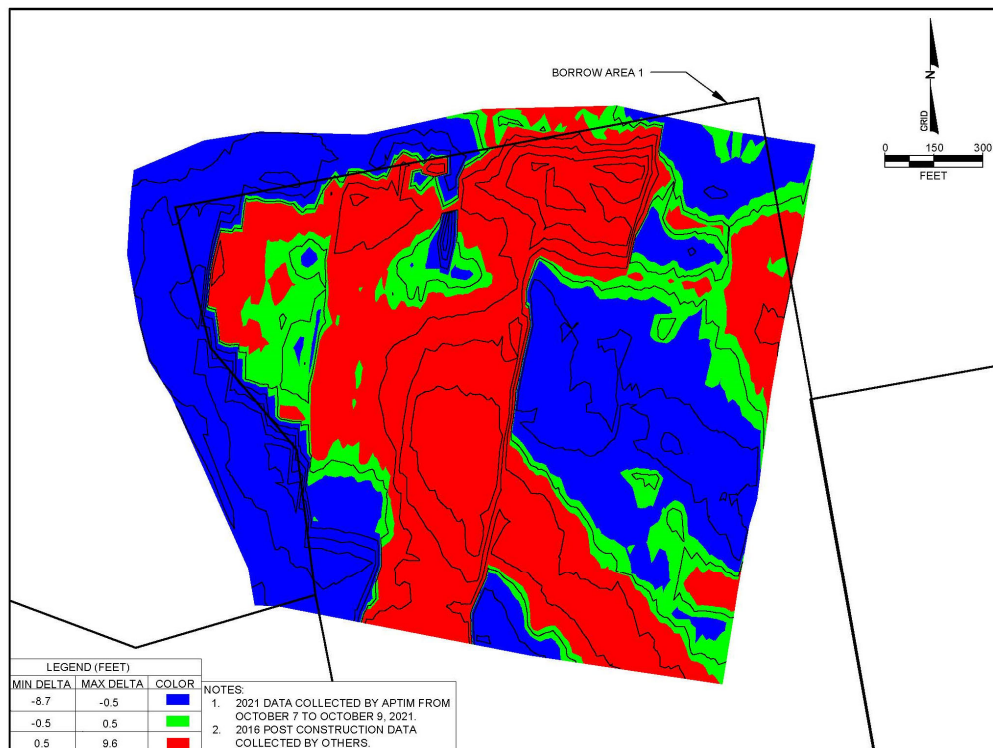 BORROW AREA 1
N
GRID
0 150 300
FEET
LEGEND (FEET)
MIN DELTA MAX DELTA COLOR
-8.7 -0.5
-0.5 0.5
0.5 9.6
NOTES:
1. 2021 DATA COLLECTED BY APTIM FROM
OCTOBER 7 TO OCTOBER 9, 2021.
2. 2016 POST CONSTRUCTION DATA
COLLECTED BY OTHERS.